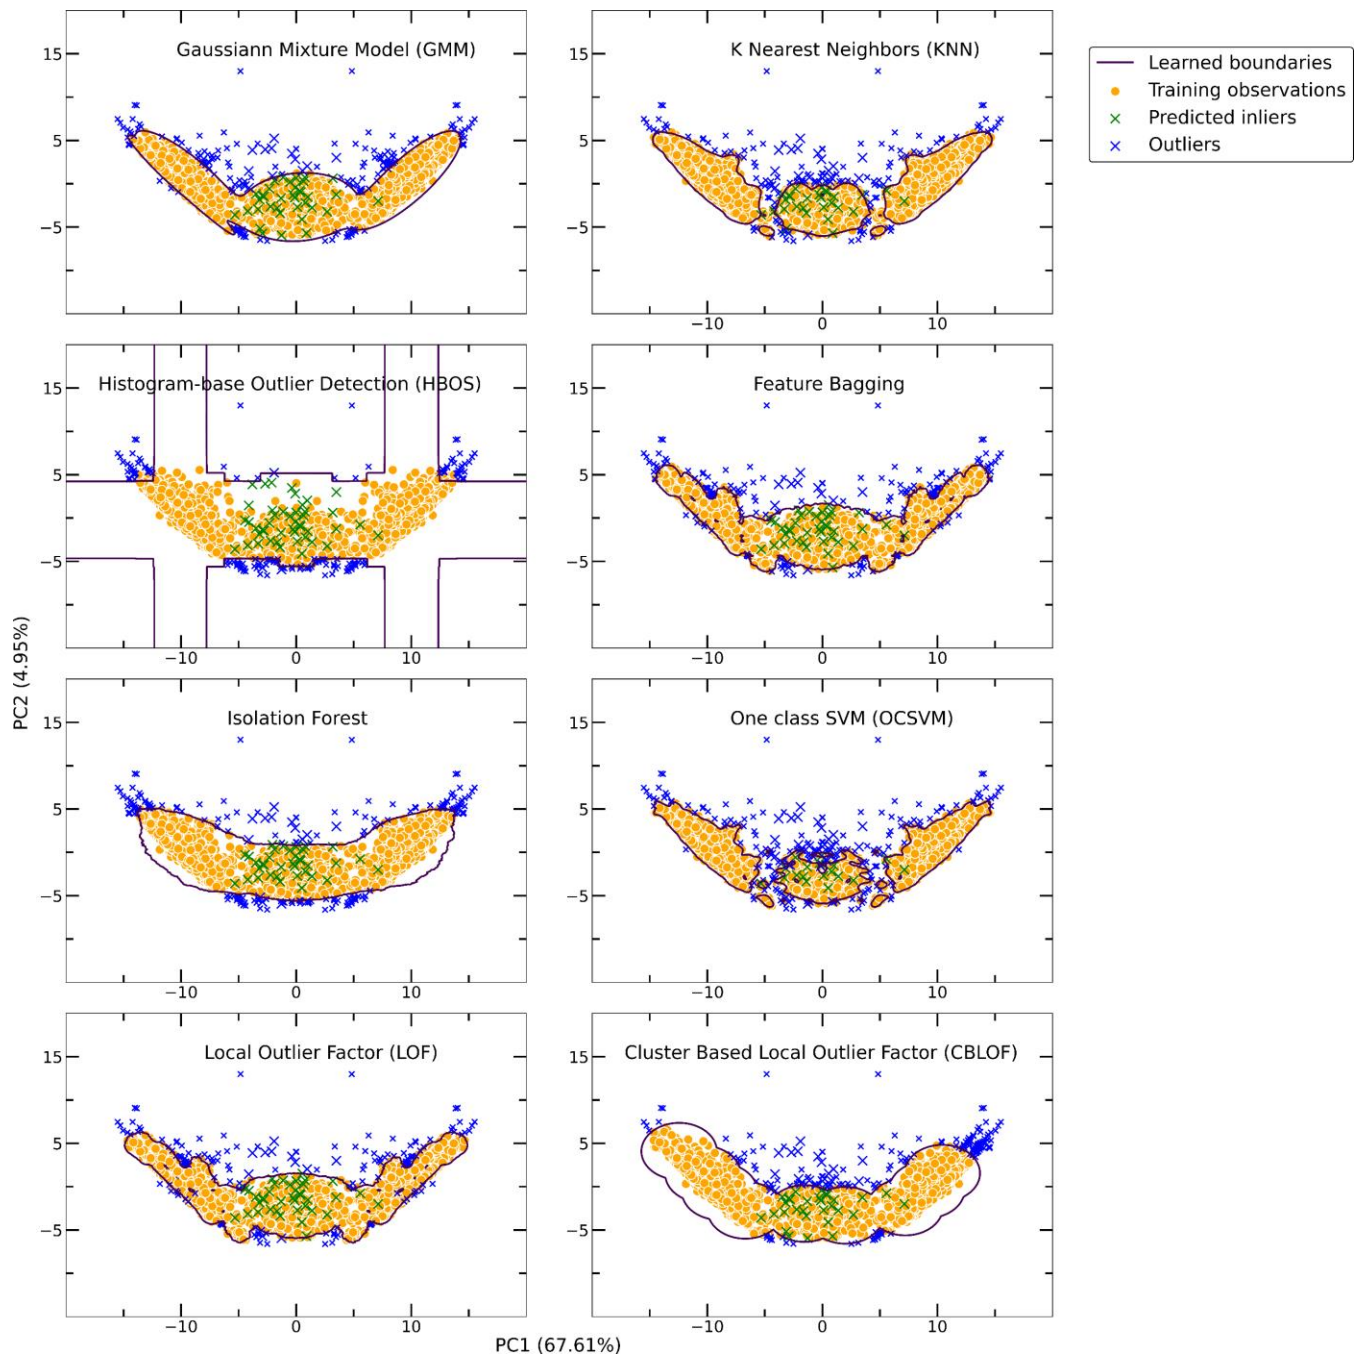 Gaussiann Mixture Model (GMM)
15
5
−5
K Nearest Neighbors (KNN)
15
5
−5
−10 0 10
Learned boundaries
Training observations
Predicted inliers
Outliers
Histogram-base Outlier Detection (HBOS)
15
5
−5
−10 0 10
Feature Bagging
15
5
−5
−10 0 10
PC2 (4.95%)
Isolation Forest
15
5
−5
−10 0 10
One class SVM (OCSVM)
15
5
−5
−10 0 10
Local Outlier Factor (LOF)
15
5
−5
−10 0 10
Cluster Based Local Outlier Factor (CBLOF)
15
5
−5
−10 0 10
PC1 (67.61%)